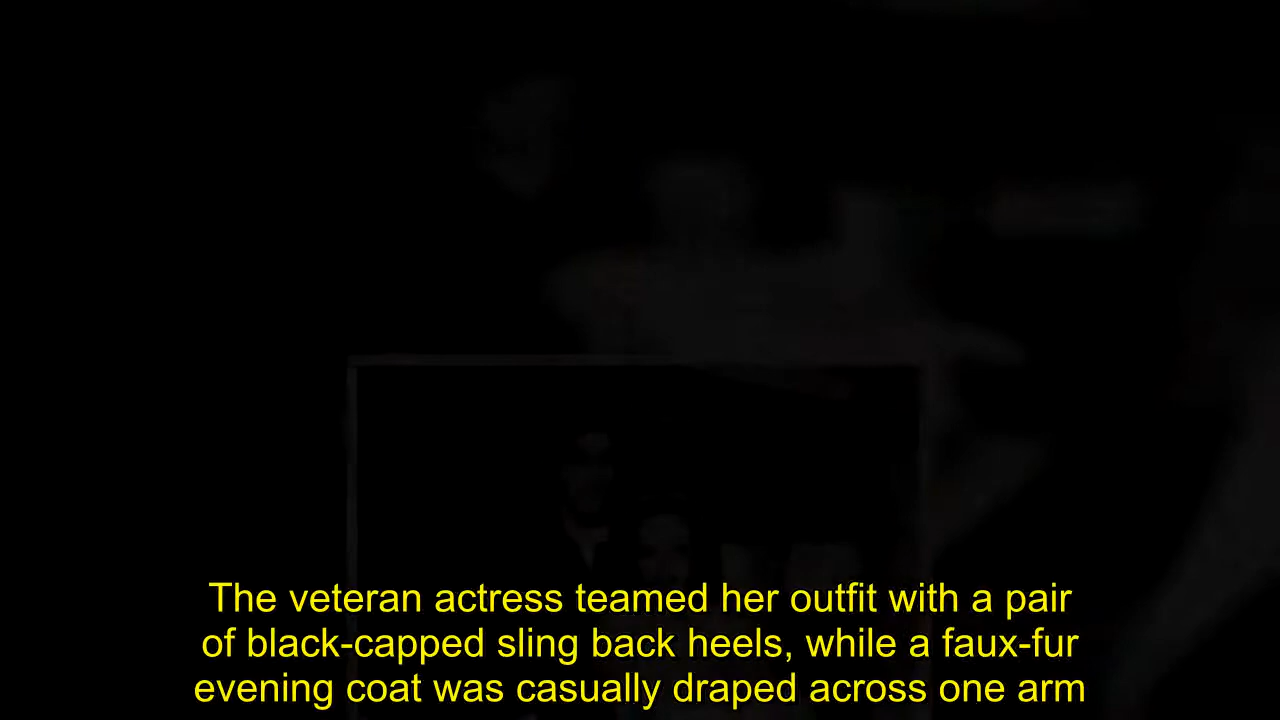 The veteran actress teamed her outfit with a pair
of black-capped sling back heels, while a faux-fur
evening coat was casually draped across one arm